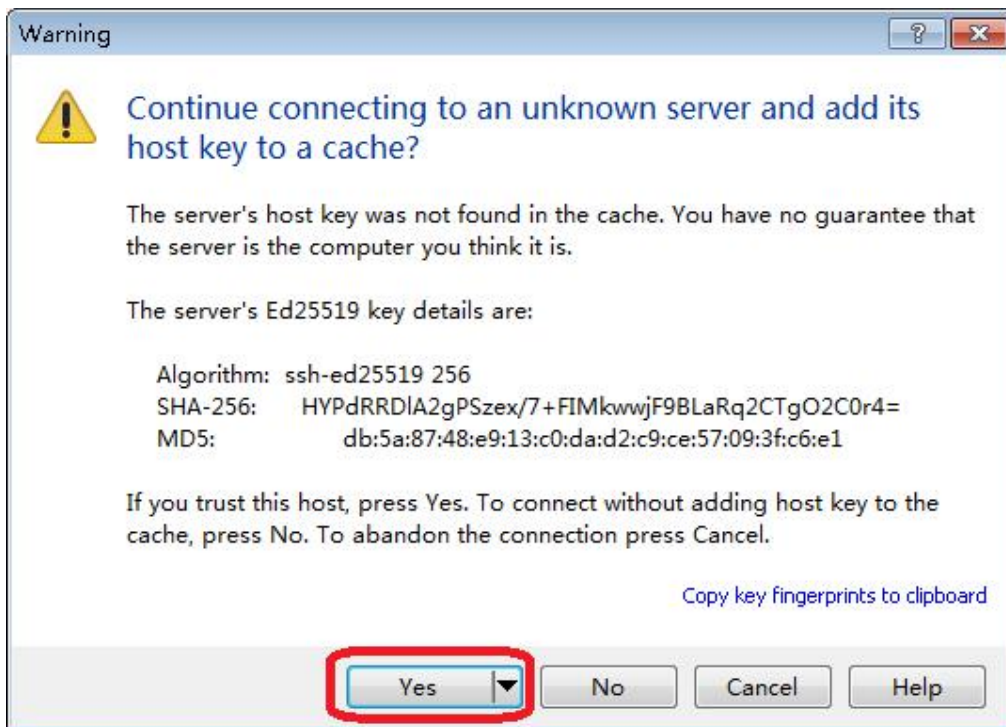 Warning
Continue connecting to an unknown server and add its
host key to a cache?
The server's host key was not found in the cache. You have no guarantee that
the server is the computer you think it is.
The server's Ed25519 key details are:
Algorithm: ssh-ed25519 256
SHA-256: HYPdRRDlA2gPSzex/7+FIMkwwjF9BLaRq2CTgO2C0r4=
MD5: db:5a:87:48:e9:13:c0:da:d2:c9:ce:57:09:3f:c6:e1
If you trust this host, press Yes. To connect without adding host key to the
cache, press No. To abandon the connection press Cancel.
Copy key fingerprints to clipboard
Yes No Cancel Help